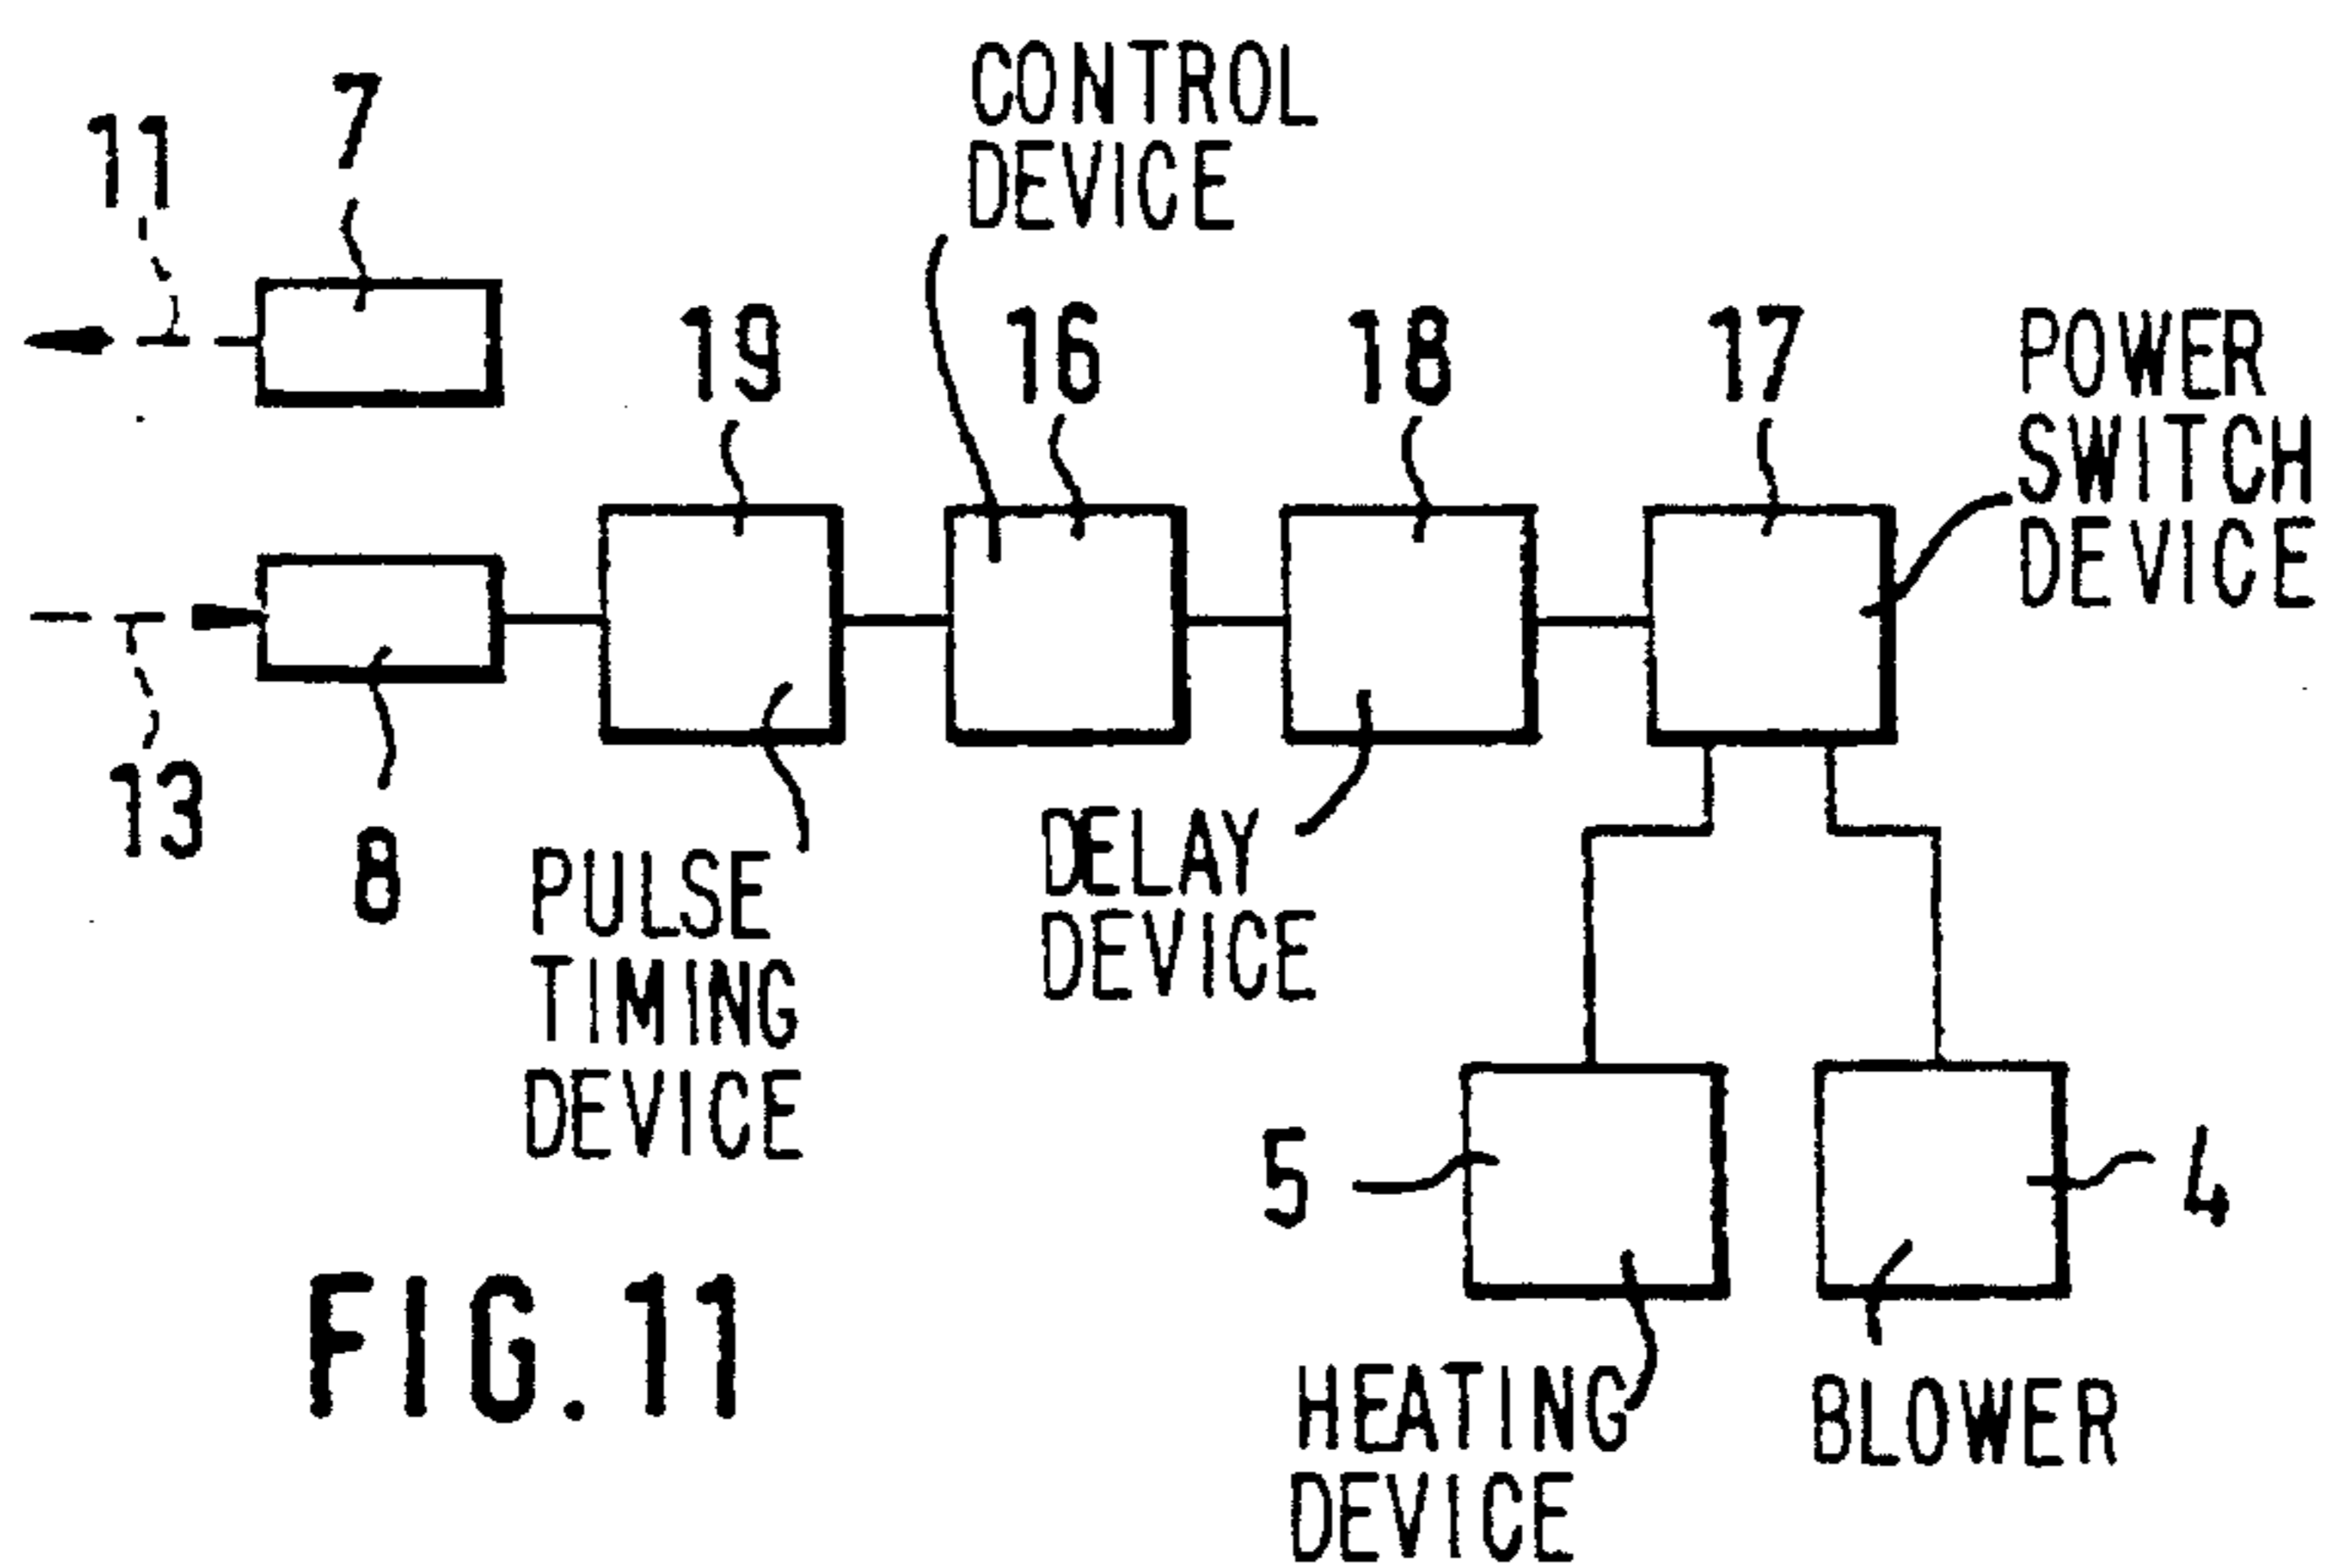 CONTROL
DEVICE
7
11
19
16
18
17
POWER
SWITCH
DEVICE
13
8
PULSE
TIMING
DEVICE
DELAY
DEVICE
5
4
HEATING
DEVICE
BLOWER
FIG. 11